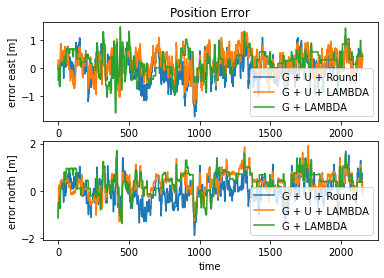 Position Error
error east [m]
1
0
−1
0
500
1000
1500
2000
G + U + Round
G + U + LAMBDA
G + LAMBDA
error north [m]
2
0
−2
0
500
1000
1500
2000
G + U + Round
G + U + LAMBDA
G + LAMBDA
time